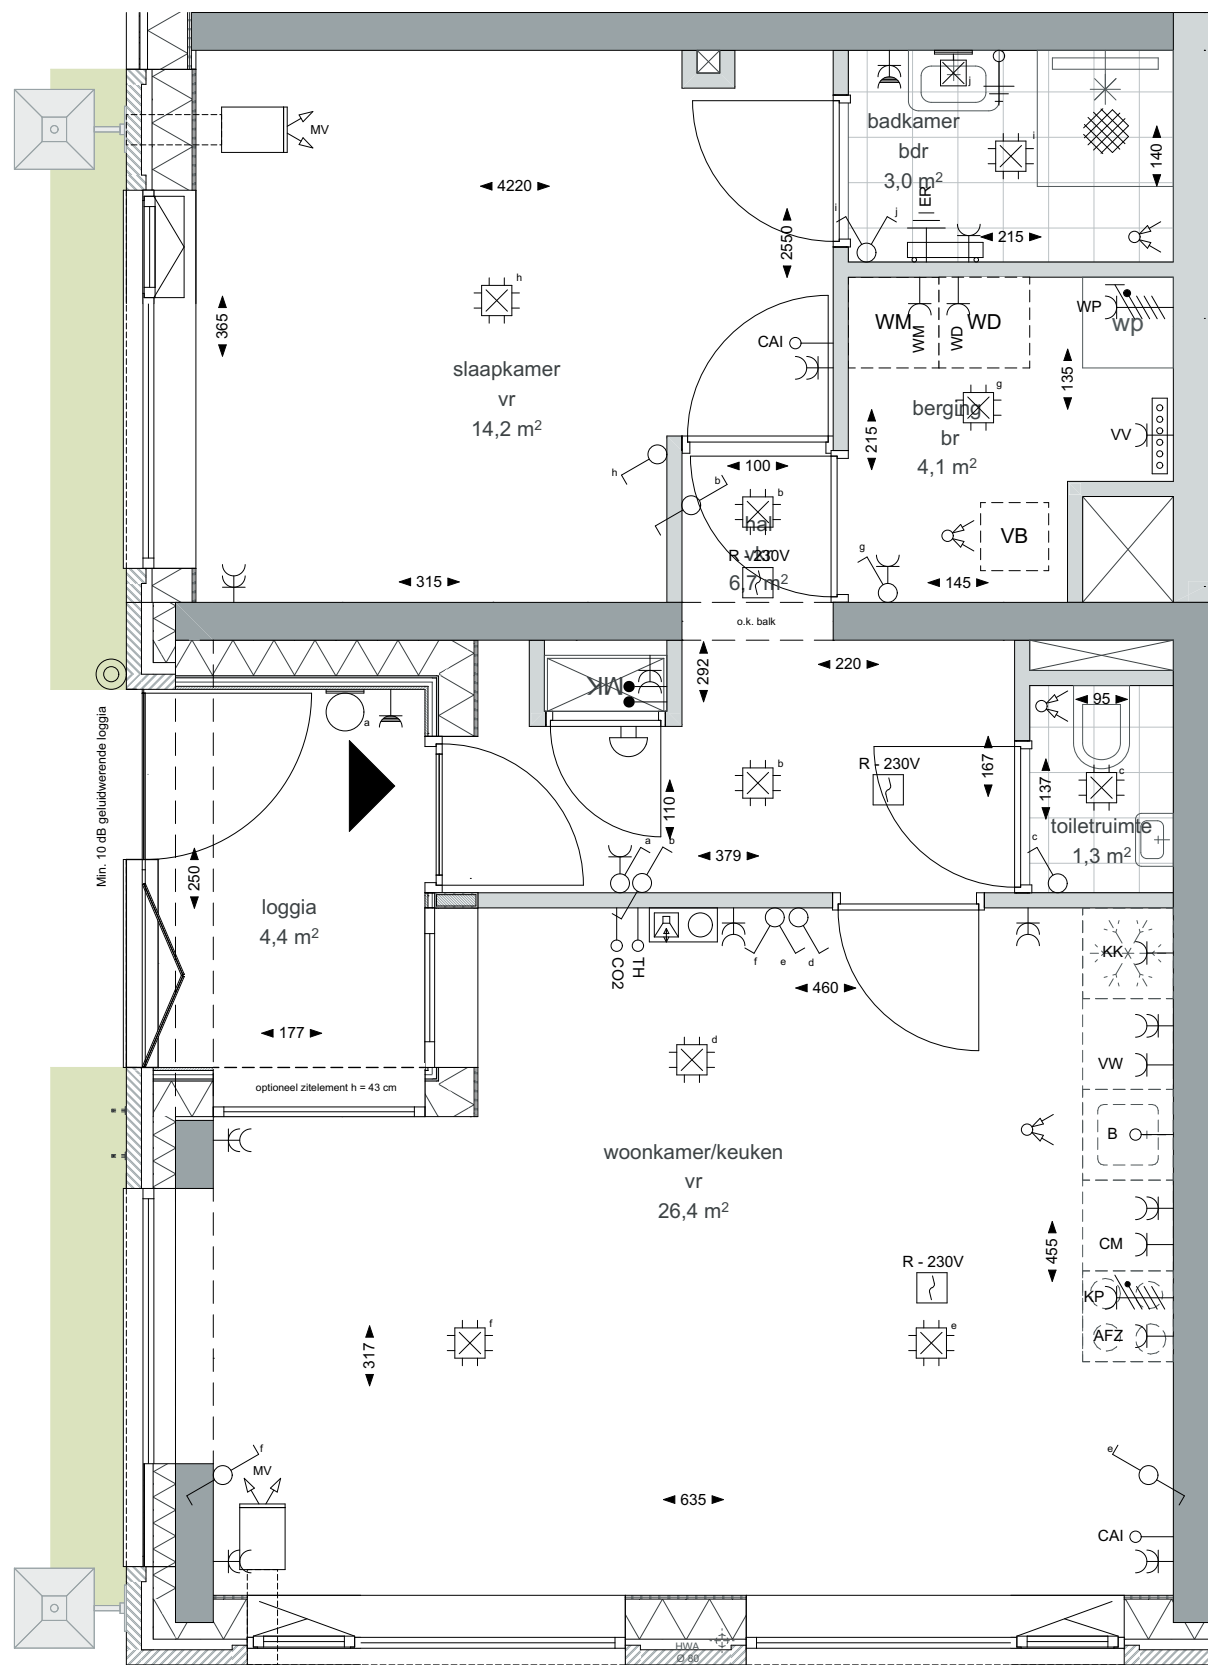 MV
4220
badkamer
bdr
3,0 m²
j
i
140
ER
i
j
215
2550
365
h
CAI
slaapkamer
vr
14,2 m²
WM
WD
WM
WD
WP
wp
135
g
berging
br
4,1 m²
215
VV
h
100
b
b
hal
vkr
6,7 m²
R - 230V
g
VB
315
145
o.k. balk
292
220
MK
95
a
Min. 10 dB geluidwerende loggia
R - 230V
167
137
b
c
toiletruimte
1,3 m²
110
a
b
379
c
250
loggia
4,4 m²
CO2
TH
f
e
d
460
KK
177
d
VW
optioneel zitelement h = 43 cm
B
woonkamer/keuken
vr
26,4 m²
455
CM
R - 230V
KP
317
f
e
AFZ
f
MV
e
635
CAI
HWA
Ø 80